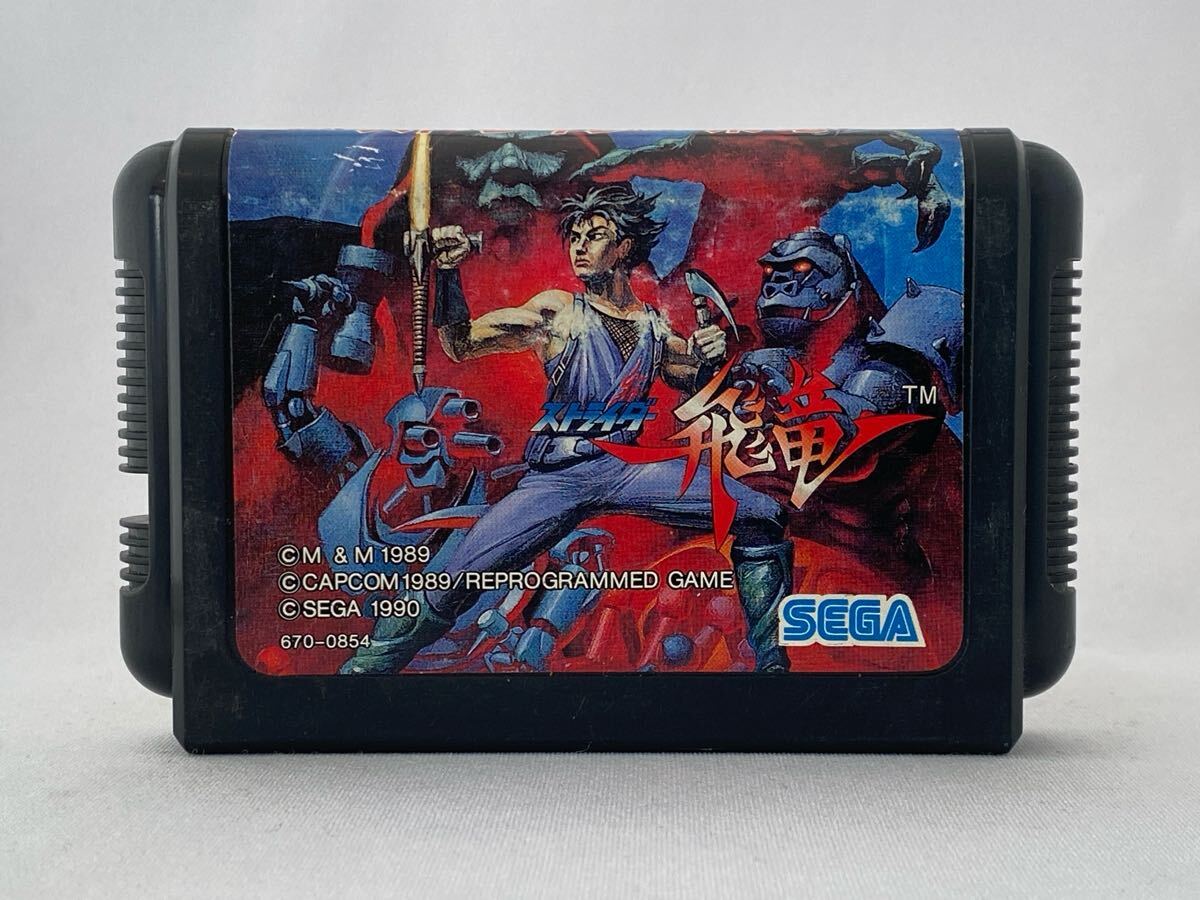 ストライダー飛竜
TM
©M & M 1989
©CAPCOM 1989/REPROGRAMMED GAME
©SEGA 1990
670-0854
SEGA